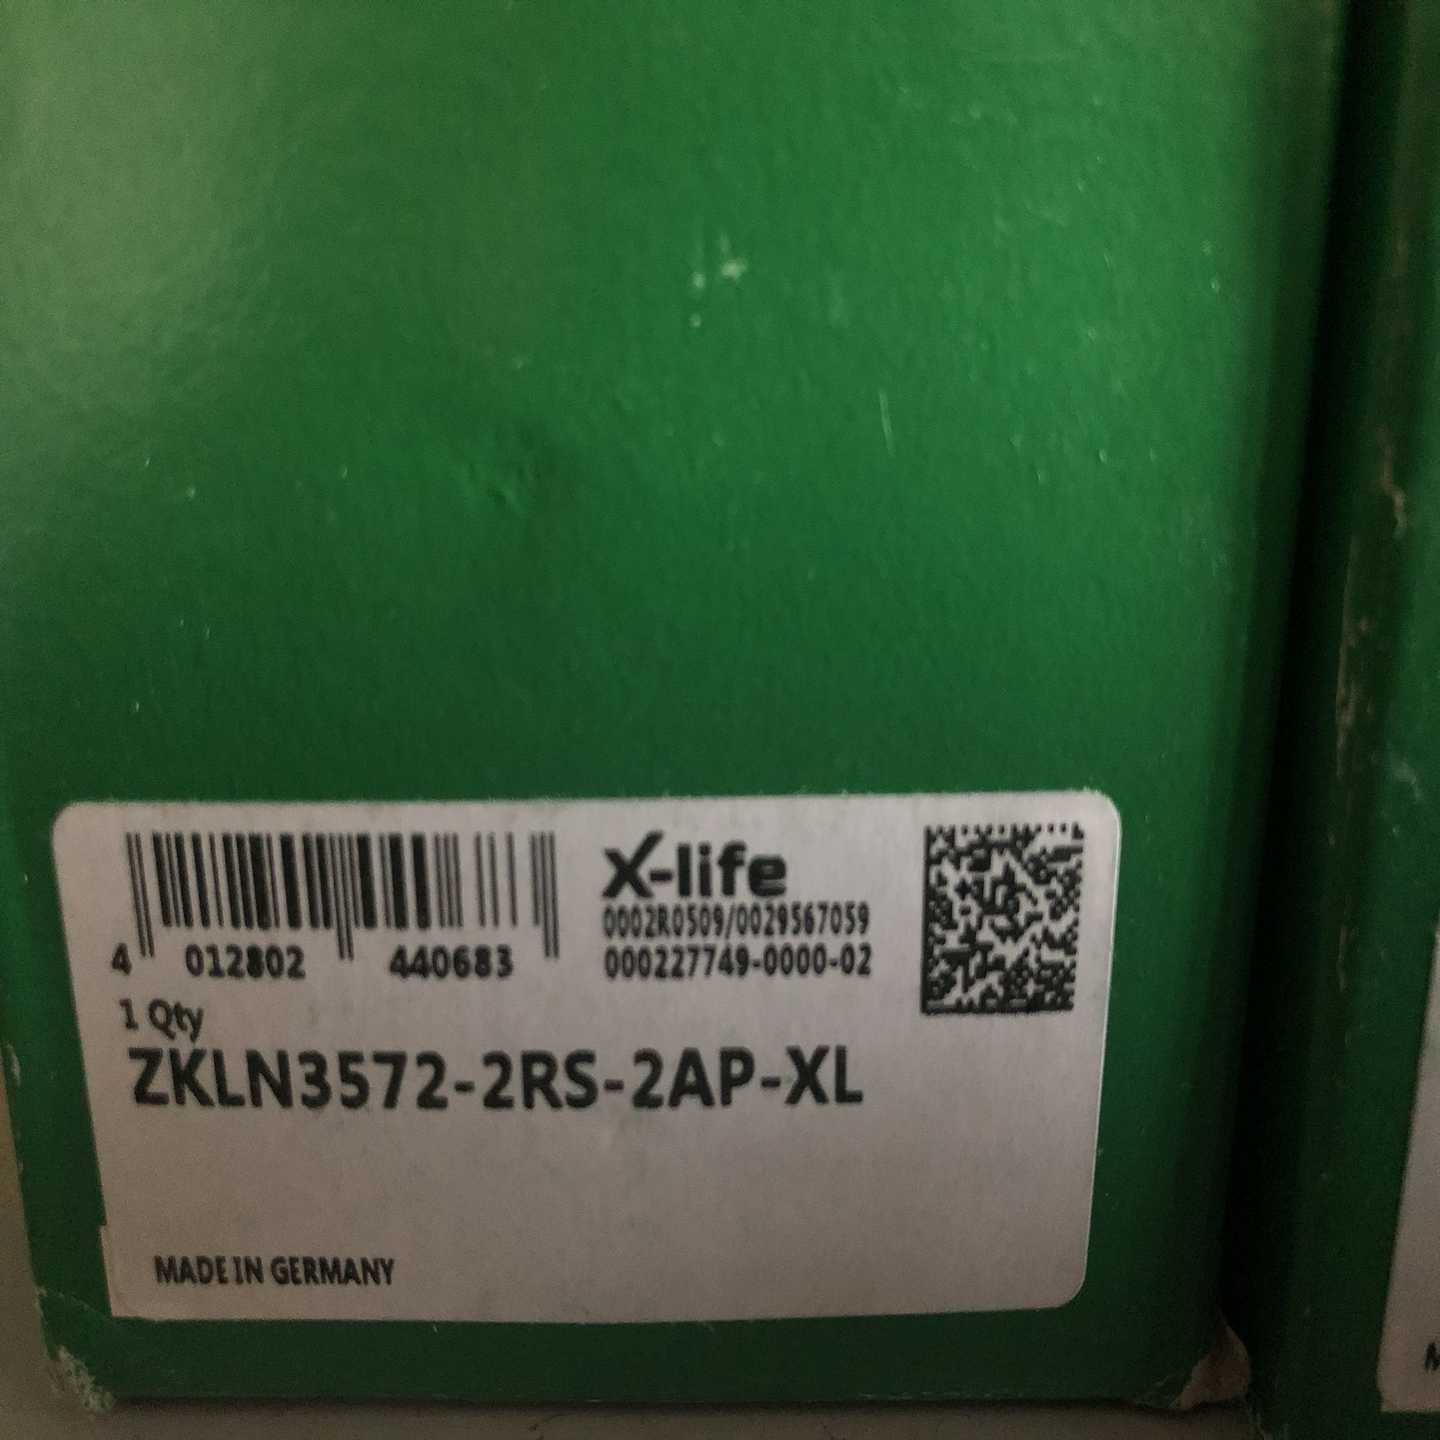 X-life
0002R0509/0029567059
000227749-0000-02
4 012802 440683
1 Qty
ZKLN3572-2RS-2AP-XL
MADE IN GERMANY
M